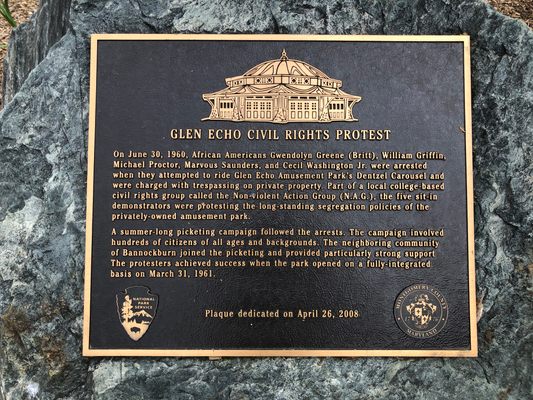 GLEN ECHO CIVIL RIGHTS PROTEST
On June 30, 1960, African Americans Gwendolyn Greene (Britt), William Griffin,
Michael Proctor, Marvous Saunders, and Cecil Washington Jr. were arrested
when they attempted to ride Glen Echo Amusement Park's Dentzel Carousel and
were charged with trespassing on private property. Part of a local college-based
civil rights group called the Non-violent Action Group (N.A.G.), the five sit-in
demonstrators were protesting the long-standing segregation policies of the
privately-owned amusement park.
A summer-long picketing campaign followed the arrests. The campaign involved
hundreds of citizens of all ages and backgrounds. The neighboring community
of Bannockburn joined the picketing and provided particularly strong support.
The protesters achieved success when the park opened on a fully-integrated
basis on March 31, 1961.
NATIONAL
PARK
SERVICE
Plaque dedicated on April 26, 2008
MONTGOMERY COUNTY
MARYLAND